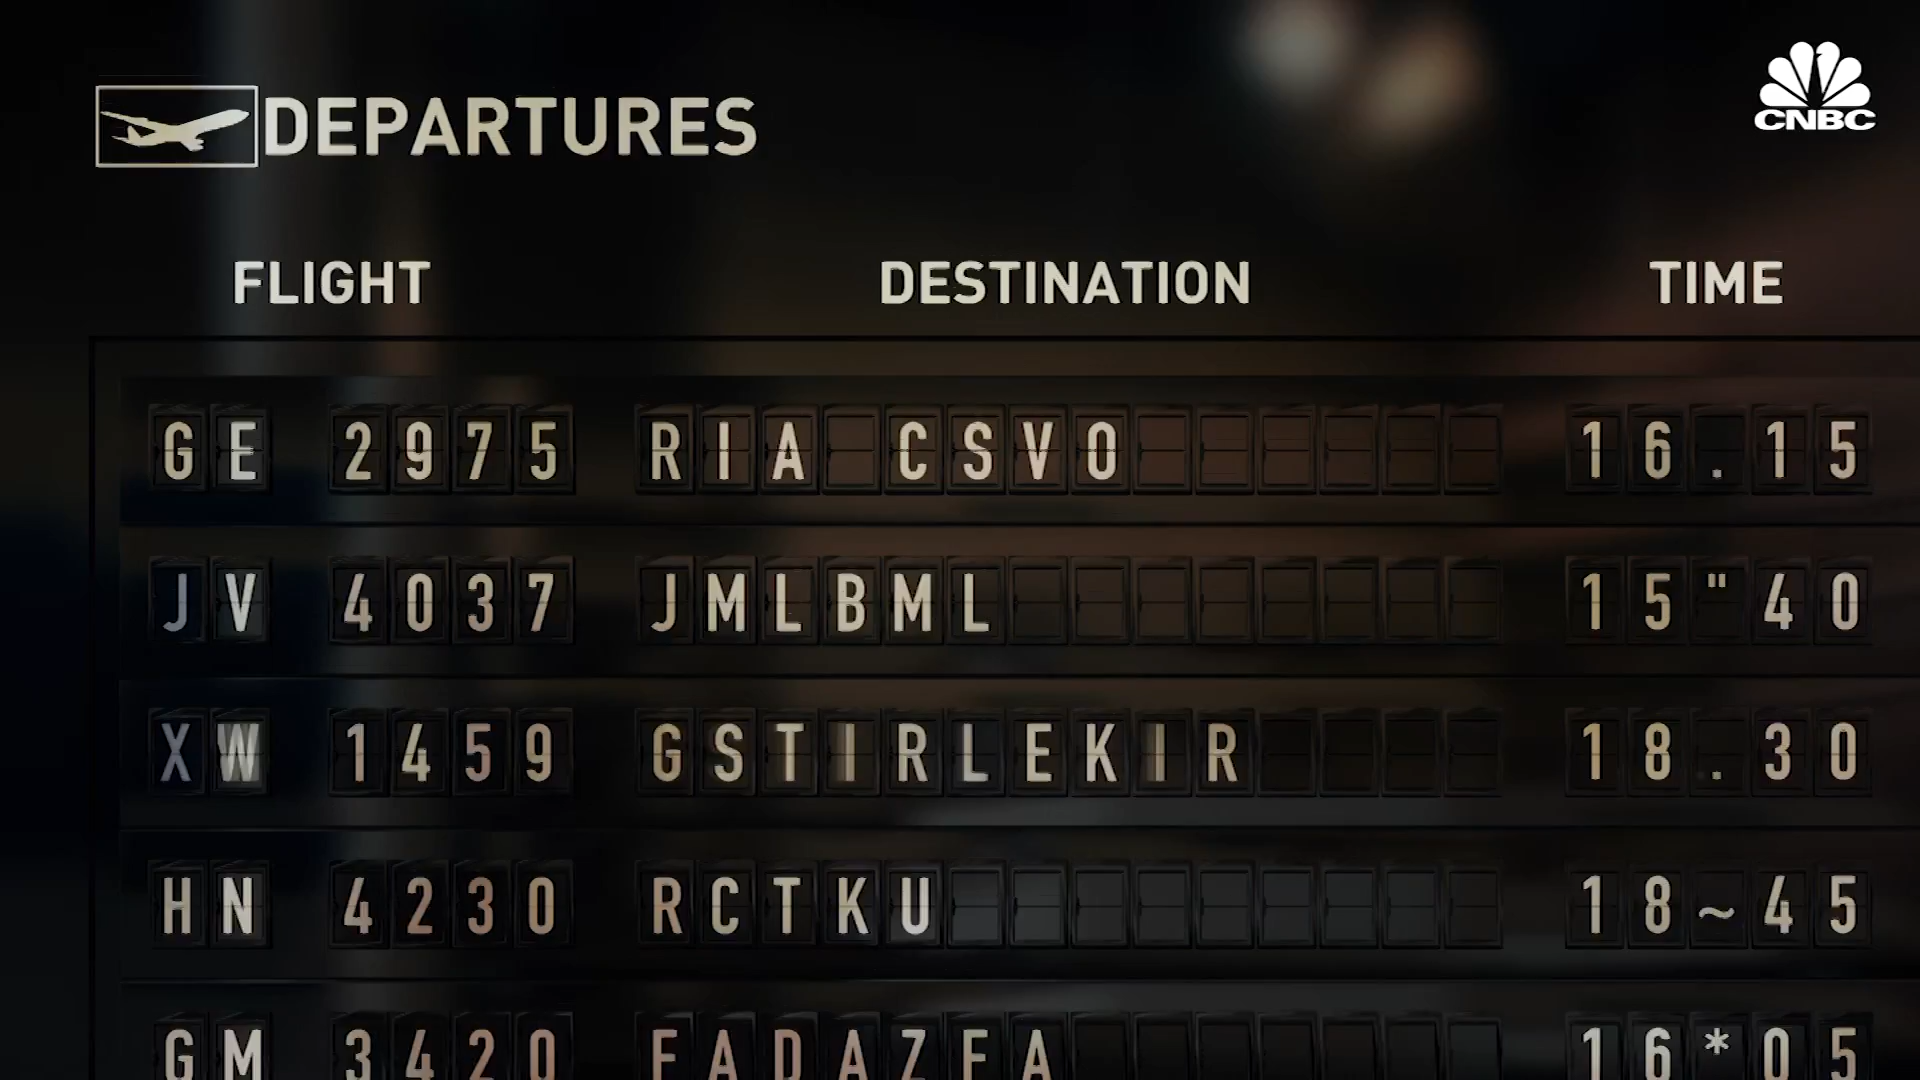 DEPARTURES
CNBC
FLIGHT DESTINATION TIME
GE 2975 RIA CSVO 16.15
JV 4037 JMLBML 15"40
XW 1459 GSTIRLEKIR 18.30
HN 4230 RCTKU 18~45
GM 3420 FADAZFA 16*05